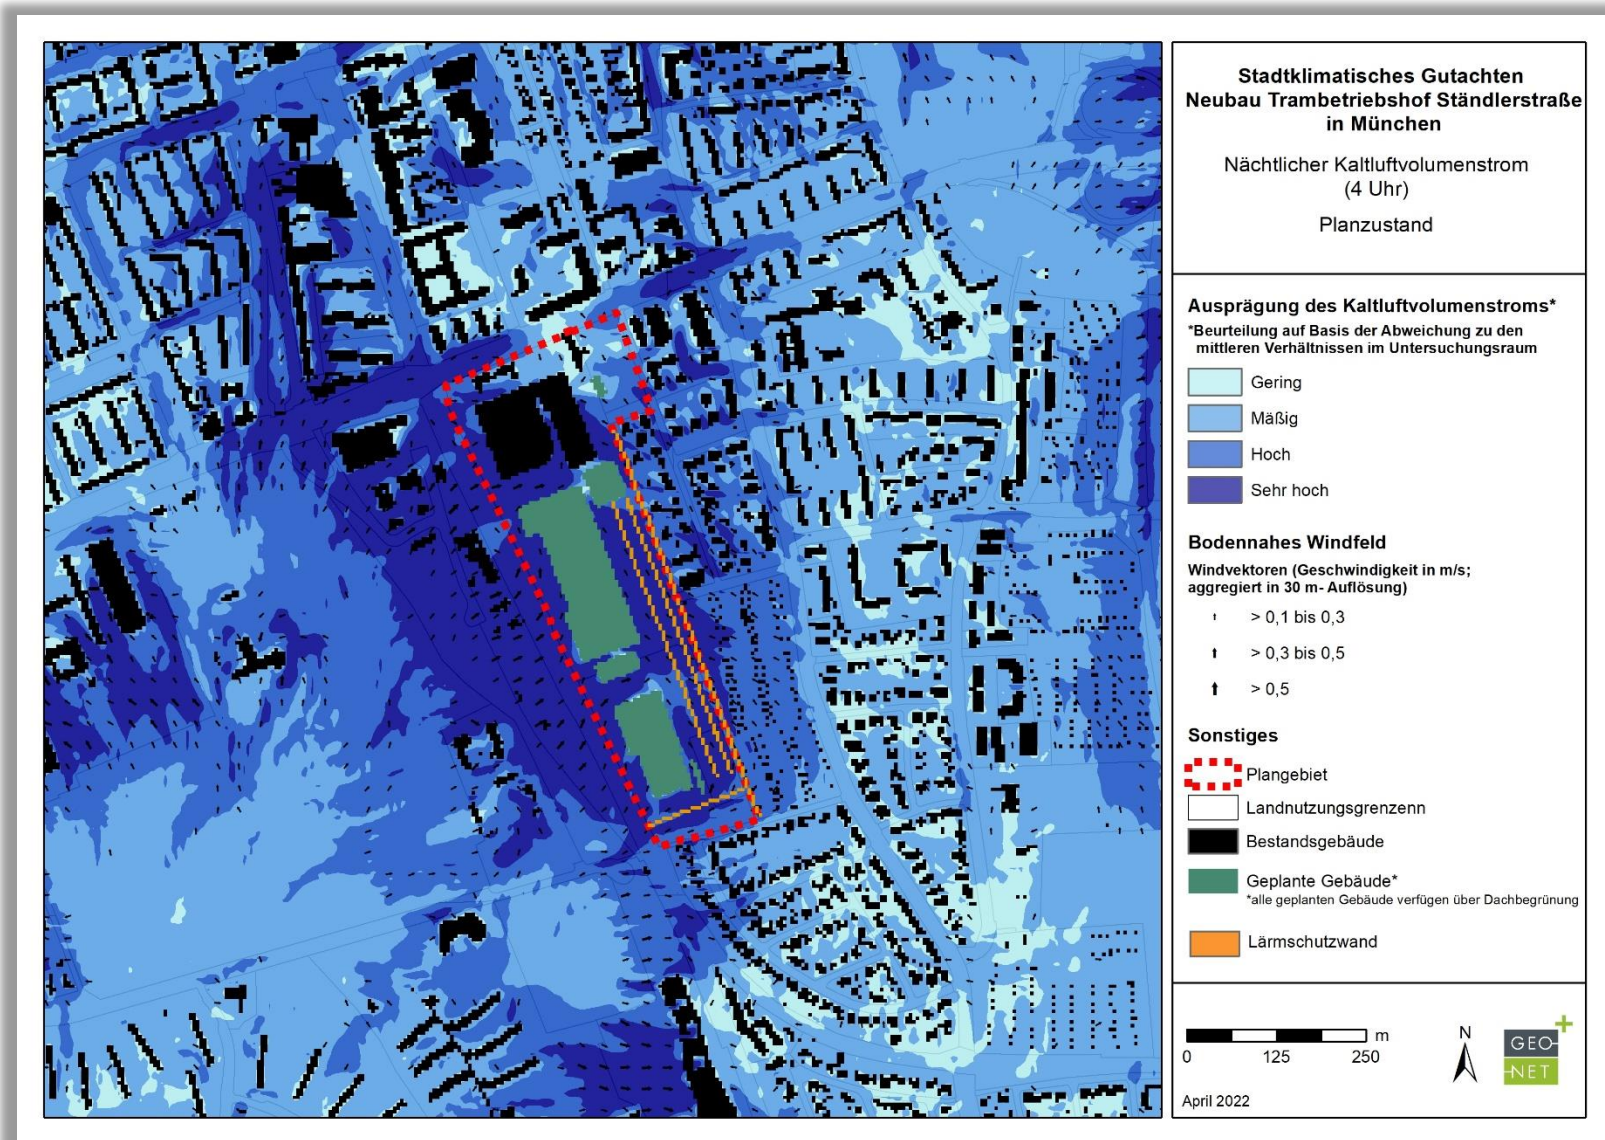 Stadtklimatisches Gutachten
Neubau Trambetriebshof Ständlerstraße
in München
Nächtlicher Kaltluftvolumenstrom
(4 Uhr)
Planzustand
Ausprägung des Kaltluftvolumenstroms*
*Beurteilung auf Basis der Abweichung zu den
mittleren Verhältnissen im Untersuchungsraum
Gering
Mäßig
Hoch
Sehr hoch
Bodennahes Windfeld
Windvektoren (Geschwindigkeit in m/s;
aggregiert in 30 m- Auflösung)
> 0,1 bis 0,3
> 0,3 bis 0,5
> 0,5
Sonstiges
Plangebiet
Landnutzungsgrenzenn
Bestandsgebäude
Geplante Gebäude*
*alle geplanten Gebäude verfügen über Dachbegrünung
Lärmschutzwand
m
0 125 250
N
GEO-
-NET
April 2022